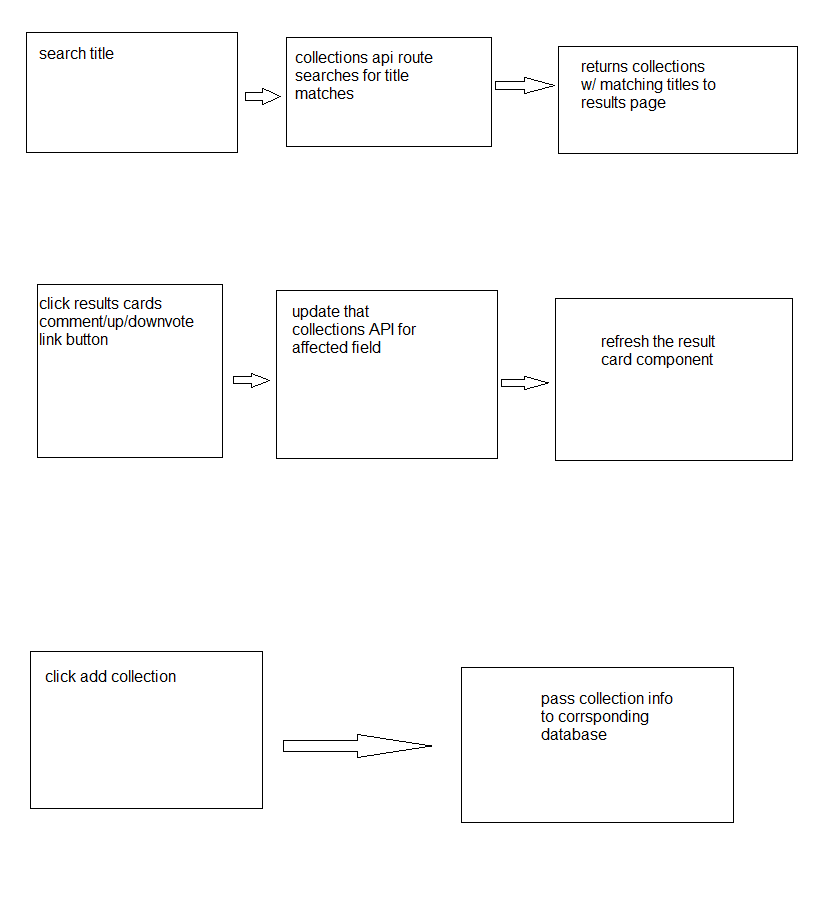 search title
collections api route
searches for title
matches
returns collections
w/ matching titles to
results page
click results cards
comment/up/downvote
link button
update that
collections API for
affected field
refresh the result
card component
click add collection
pass collection info
to corrsponding
database